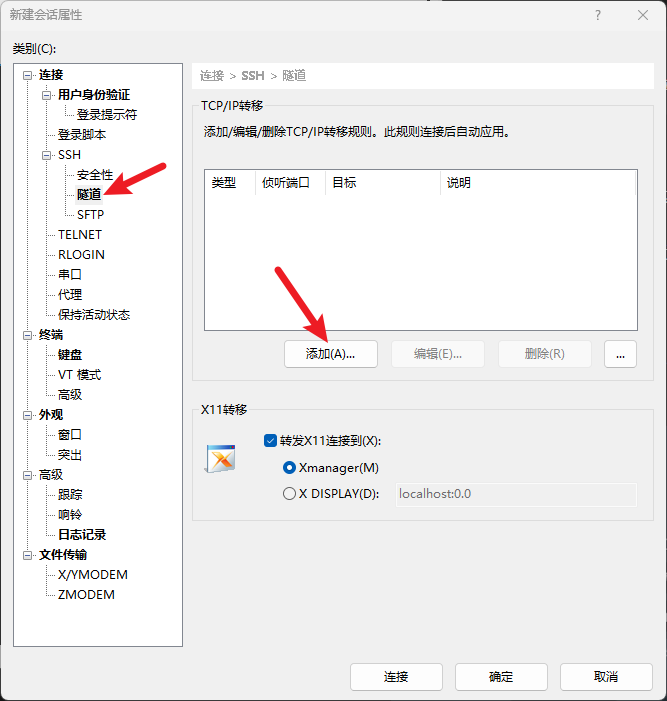 新建会话属性
类别(C):
连接
用户身份验证
登录提示符
登录脚本
SSH
安全性
隧道
SFTP
TELNET
RLOGIN
串口
代理
保持活动状态
终端
键盘
VT 模式
高级
外观
窗口
突出
高级
跟踪
响铃
日志记录
文件传输
X/YMODEM
ZMODEM
连接 > SSH > 隧道
TCP/IP转移
添加/编辑/删除TCP/IP转移规则。此规则连接后自动应用。
类型 侦听端口 目标 说明
添加(A)... 编辑(E)... 删除(R) ...
X11转移
转发X11连接到(X):
Xmanager(M)
X DISPLAY(D): localhost:0.0
连接 确定 取消